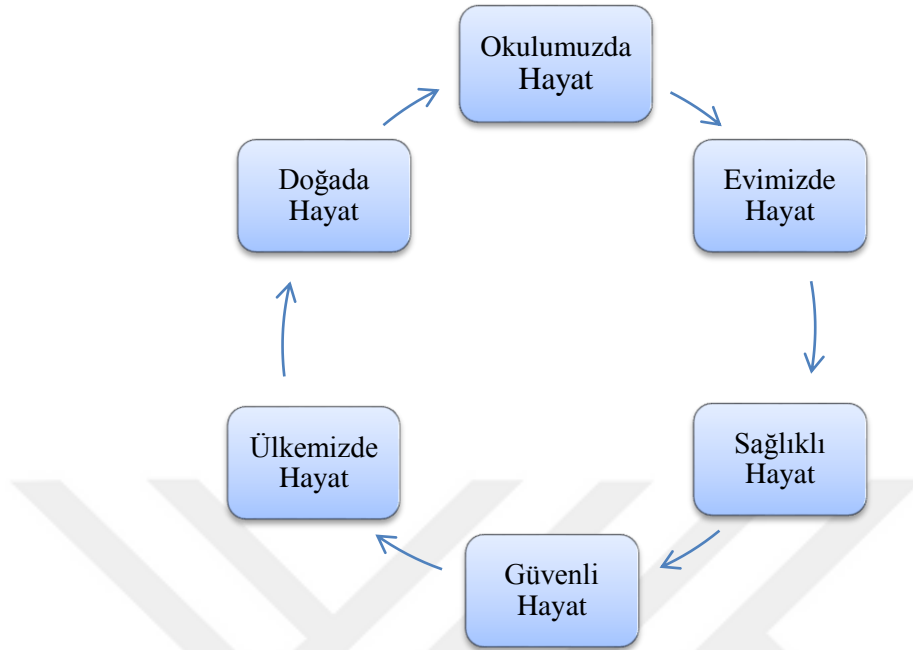 Okulumuzda
Hayat
Evimizde
Hayat
Sağlıklı
Hayat
Güvenli
Hayat
Ülkemizde
Hayat
Doğada
Hayat